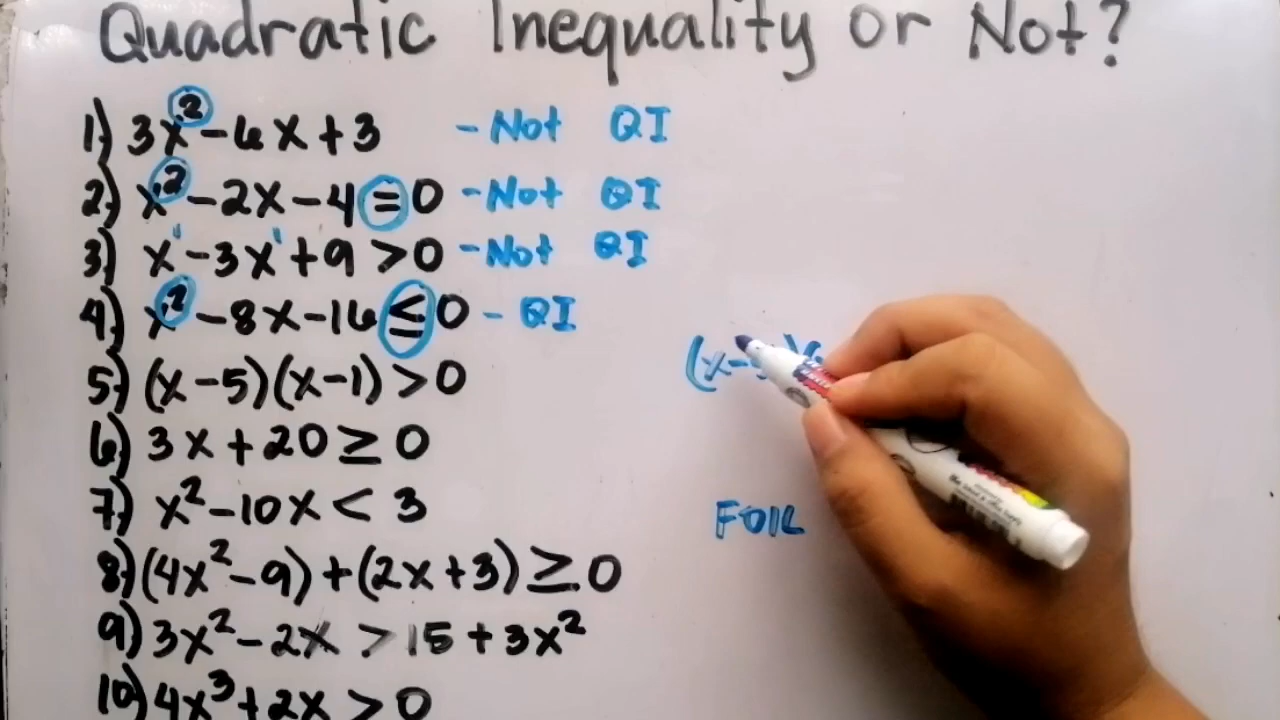 Quadratic Inequality or Not?
1.) 3x² - 6x + 3 - Not QI
2.) x² - 2x - 4 = 0 - Not QI
3.) x¹ - 3x¹ + 9 > 0 - Not QI
4.) x² - 8x - 16 ≤ 0 - QI
5.) (x - 5)(x - 1) > 0
(x-
6.) 3x + 20 ≥ 0
7.) x² - 10x < 3
FOIL
8.) (4x² - 9) + (2x + 3) ≥ 0
9.) 3x² - 2x > 15 + 3x²
10.) 4x³ + 2x > 0